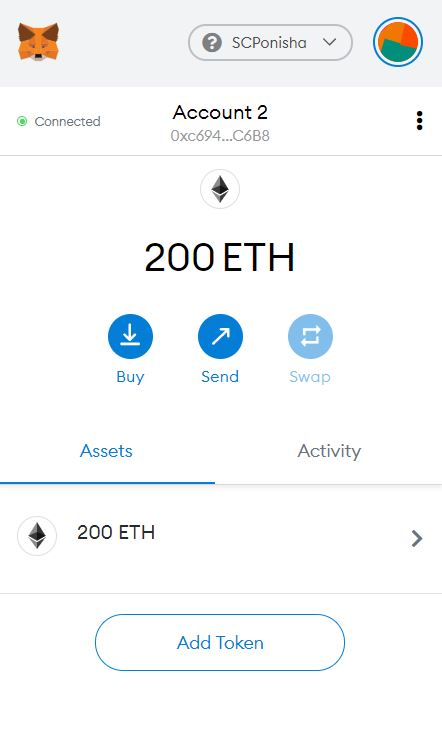 SCPonisha
Connected
Account 2
0xc694...C6B8
200 ETH
Buy Send Swap
Assets Activity
200 ETH
Add Token